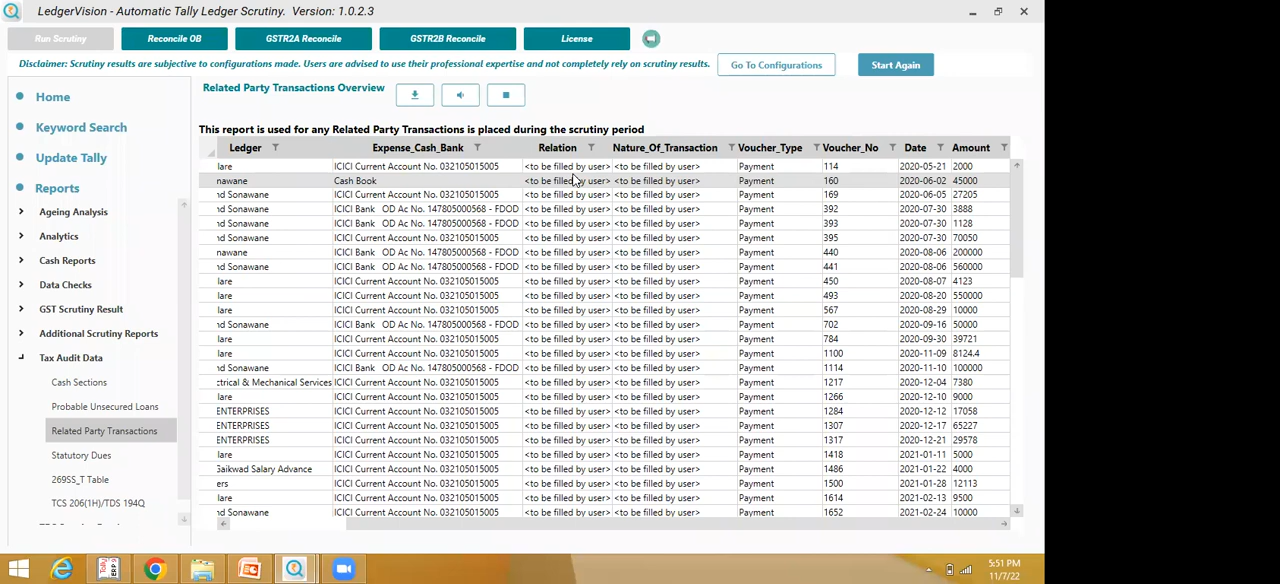 LedgerVision - Automatic Tally Ledger Scrutiny. Version: 1.0.2.3
Run Scrutiny Reconcile OB GSTR2A Reconcile GSTR2B Reconcile License
Disclaimer: Scrutiny results are subjective to configurations made. Users are advised to use their professional expertise and not completely rely on scrutiny results. Go To Configurations Start Again
Home
Keyword Search
Update Tally
Reports
Ageing Analysis
Analytics
Cash Reports
Data Checks
GST Scrutiny Result
Additional Scrutiny Reports
Tax Audit Data
Cash Sections
Probable Unsecured Loans
Related Party Transactions
Statutory Dues
269SS_T Table
TCS 206(1H)/TDS 194Q
Related Party Transactions Overview
This report is used for any Related Party Transactions is placed during the scrutiny period
Ledger Expense_Cash_Bank Relation Nature_Of_Transaction Voucher_Type Voucher_No Date Amount
lare ICICI Current Account No. 032105015005 <to be filled by user> <to be filled by user> Payment 114 2020-05-21 2000
nawane Cash Book <to be filled by user> <to be filled by user> Payment 160 2020-06-02 45000
nd Sonawane ICICI Current Account No. 032105015005 <to be filled by user> <to be filled by user> Payment 169 2020-06-05 27205
nd Sonawane ICICI Bank OD Ac No. 147805000568 - FDOD <to be filled by user> <to be filled by user> Payment 392 2020-07-30 3888
nd Sonawane ICICI Bank OD Ac No. 147805000568 - FDOD <to be filled by user> <to be filled by user> Payment 393 2020-07-30 1128
nd Sonawane ICICI Current Account No. 032105015005 <to be filled by user> <to be filled by user> Payment 395 2020-07-30 70050
nawane ICICI Bank OD Ac No. 147805000568 - FDOD <to be filled by user> <to be filled by user> Payment 440 2020-08-06 200000
nd Sonawane ICICI Bank OD Ac No. 147805000568 - FDOD <to be filled by user> <to be filled by user> Payment 441 2020-08-06 560000
lare ICICI Current Account No. 032105015005 <to be filled by user> <to be filled by user> Payment 450 2020-08-07 4123
lare ICICI Current Account No. 032105015005 <to be filled by user> <to be filled by user> Payment 493 2020-08-20 550000
lare ICICI Current Account No. 032105015005 <to be filled by user> <to be filled by user> Payment 567 2020-08-29 10000
nd Sonawane ICICI Bank OD Ac No. 147805000568 - FDOD <to be filled by user> <to be filled by user> Payment 702 2020-09-16 50000
lare ICICI Current Account No. 032105015005 <to be filled by user> <to be filled by user> Payment 784 2020-09-30 39721
lare ICICI Current Account No. 032105015005 <to be filled by user> <to be filled by user> Payment 1100 2020-11-09 8124.4
nd Sonawane ICICI Bank OD Ac No. 147805000568 - FDOD <to be filled by user> <to be filled by user> Payment 1114 2020-11-10 100000
ctrical & Mechanical Services ICICI Current Account No. 032105015005 <to be filled by user> <to be filled by user> Payment 1217 2020-12-04 7380
lare ICICI Current Account No. 032105015005 <to be filled by user> <to be filled by user> Payment 1266 2020-12-10 9000
ENTERPRISES ICICI Current Account No. 032105015005 <to be filled by user> <to be filled by user> Payment 1284 2020-12-12 17058
ENTERPRISES ICICI Current Account No. 032105015005 <to be filled by user> <to be filled by user> Payment 1307 2020-12-17 65227
ENTERPRISES ICICI Current Account No. 032105015005 <to be filled by user> <to be filled by user> Payment 1317 2020-12-21 29578
lare ICICI Current Account No. 032105015005 <to be filled by user> <to be filled by user> Payment 1418 2021-01-11 5000
Gaikwad Salary Advance ICICI Current Account No. 032105015005 <to be filled by user> <to be filled by user> Payment 1486 2021-01-22 4000
ers ICICI Current Account No. 032105015005 <to be filled by user> <to be filled by user> Payment 1500 2021-01-28 12113
lare ICICI Current Account No. 032105015005 <to be filled by user> <to be filled by user> Payment 1614 2021-02-13 9500
nd Sonawane ICICI Current Account No. 032105015005 <to be filled by user> <to be filled by user> Payment 1652 2021-02-24 10000
Tally ERP 9
5:51 PM
11/7/22